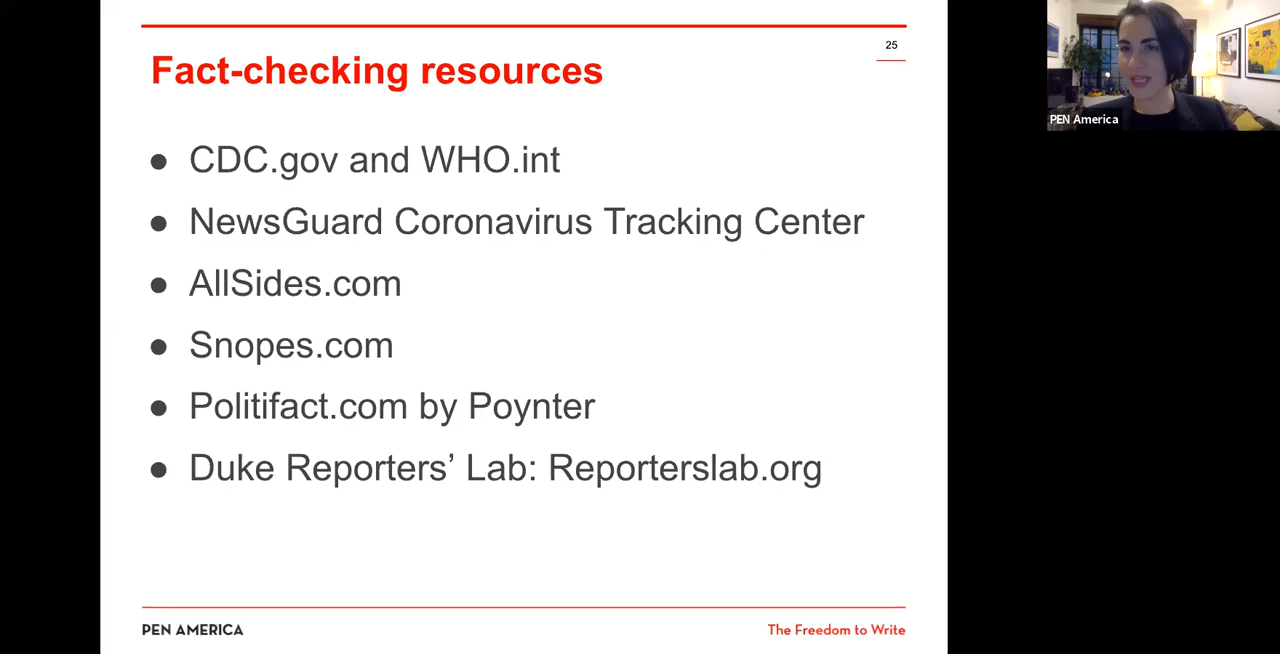 25
Fact-checking resources
● CDC.gov and WHO.int
● NewsGuard Coronavirus Tracking Center
● AllSides.com
● Snopes.com
● Politifact.com by Poynter
● Duke Reporters’ Lab: Reporterslab.org
PEN AMERICA
The Freedom to Write
PEN America